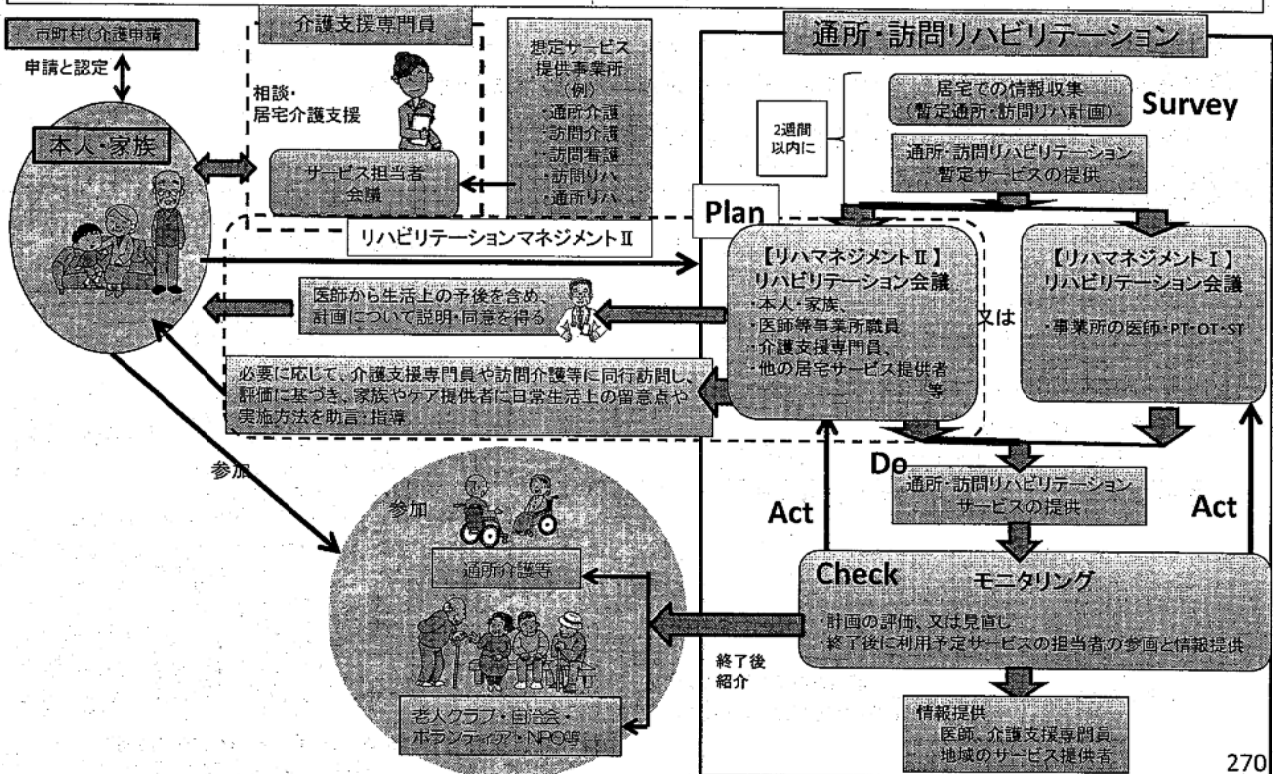 市町村の介護申請
申請と認定
本人・家族
介護支援専門員
相談・
居宅介護支援
サービス担当者
会議
想定サービス
提供事業所
(例)
・通所介護
・訪問介護
・訪問看護
・訪問リハ
・通所リハ
通所・訪問リハビリテーション
居宅での情報収集
(暫定通所・訪問リハ計画)
Survey
2週間
以内に
通所・訪問リハビリテーション
暫定サービスの提供
Plan
リハビリテーションマネジメントⅡ
【リハマネジメントⅡ】
リハビリテーション会議
・本人・家族、
・医師等事業所職員
・介護支援専門員、
・他の居宅サービス提供者
等
又は
【リハマネジメントⅠ】
リハビリテーション会議
・事業所の医師・PT・OT・ST
医師から生活上の予後を含め、
計画について説明・同意を得る
必要に応じて、介護支援専門員や訪問介護等に同行訪問し、
評価に基づき、家族やケア提供者に日常生活上の留意点や
実施方法を助言・指導
Do
通所・訪問リハビリテーション
サービスの提供
Act
Act
Check
モニタリング
・計画の評価、又は見直し
終了後に利用予定サービスの担当者の参画と情報提供
参加
参加
通所介護等
老人クラブ・自治会・
ボランティア・NPO等
終了後
紹介
情報提供
医師、介護支援専門員
地域のサービス提供者
270